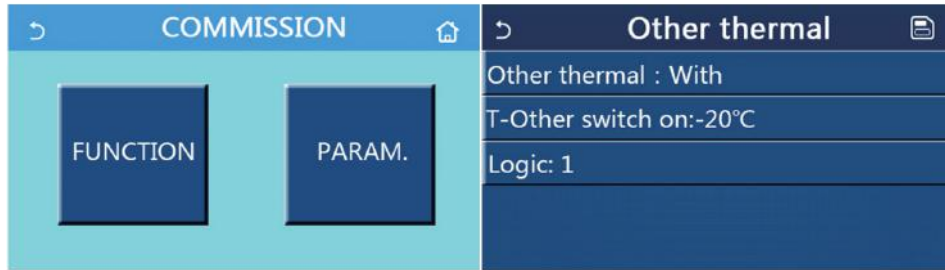 COMMISSION
FUNCTION
PARAM.
Other thermal
Other thermal : With
T-Other switch on:-20℃
Logic: 1